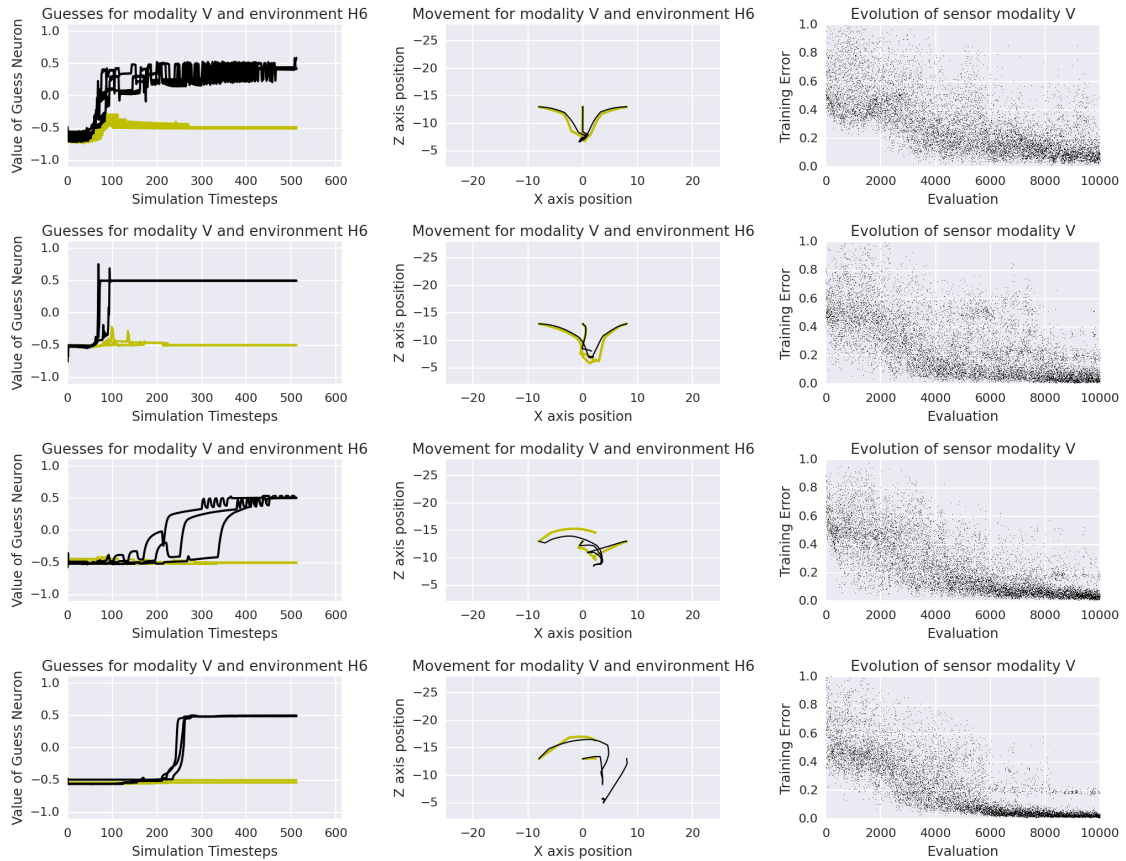 Guesses for modality V and environment H6 Movement for modality V and environment H6 Evolution of sensor modality V
Value of Guess Neuron
1.0
0.5
0.0
−0.5
−1.0
0 100 200 300 400 500 600
Simulation Timesteps
Z axis position
−25
−20
−15
−10
−5
−20 −10 0 10 20
X axis position
Training Error
1.0
0.8
0.6
0.4
0.2
0.0
0 2000 4000 6000 8000 10000
Evaluation
Guesses for modality V and environment H6 Movement for modality V and environment H6 Evolution of sensor modality V
Value of Guess Neuron
1.0
0.5
0.0
−0.5
−1.0
0 100 200 300 400 500 600
Simulation Timesteps
Z axis position
−25
−20
−15
−10
−5
−20 −10 0 10 20
X axis position
Training Error
1.0
0.8
0.6
0.4
0.2
0.0
0 2000 4000 6000 8000 10000
Evaluation
Guesses for modality V and environment H6 Movement for modality V and environment H6 Evolution of sensor modality V
Value of Guess Neuron
1.0
0.5
0.0
−0.5
−1.0
0 100 200 300 400 500 600
Simulation Timesteps
Z axis position
−25
−20
−15
−10
−5
−20 −10 0 10 20
X axis position
Training Error
1.0
0.8
0.6
0.4
0.2
0.0
0 2000 4000 6000 8000 10000
Evaluation
Guesses for modality V and environment H6 Movement for modality V and environment H6 Evolution of sensor modality V
Value of Guess Neuron
1.0
0.5
0.0
−0.5
−1.0
0 100 200 300 400 500 600
Simulation Timesteps
Z axis position
−25
−20
−15
−10
−5
−20 −10 0 10 20
X axis position
Training Error
1.0
0.8
0.6
0.4
0.2
0.0
0 2000 4000 6000 8000 10000
Evaluation